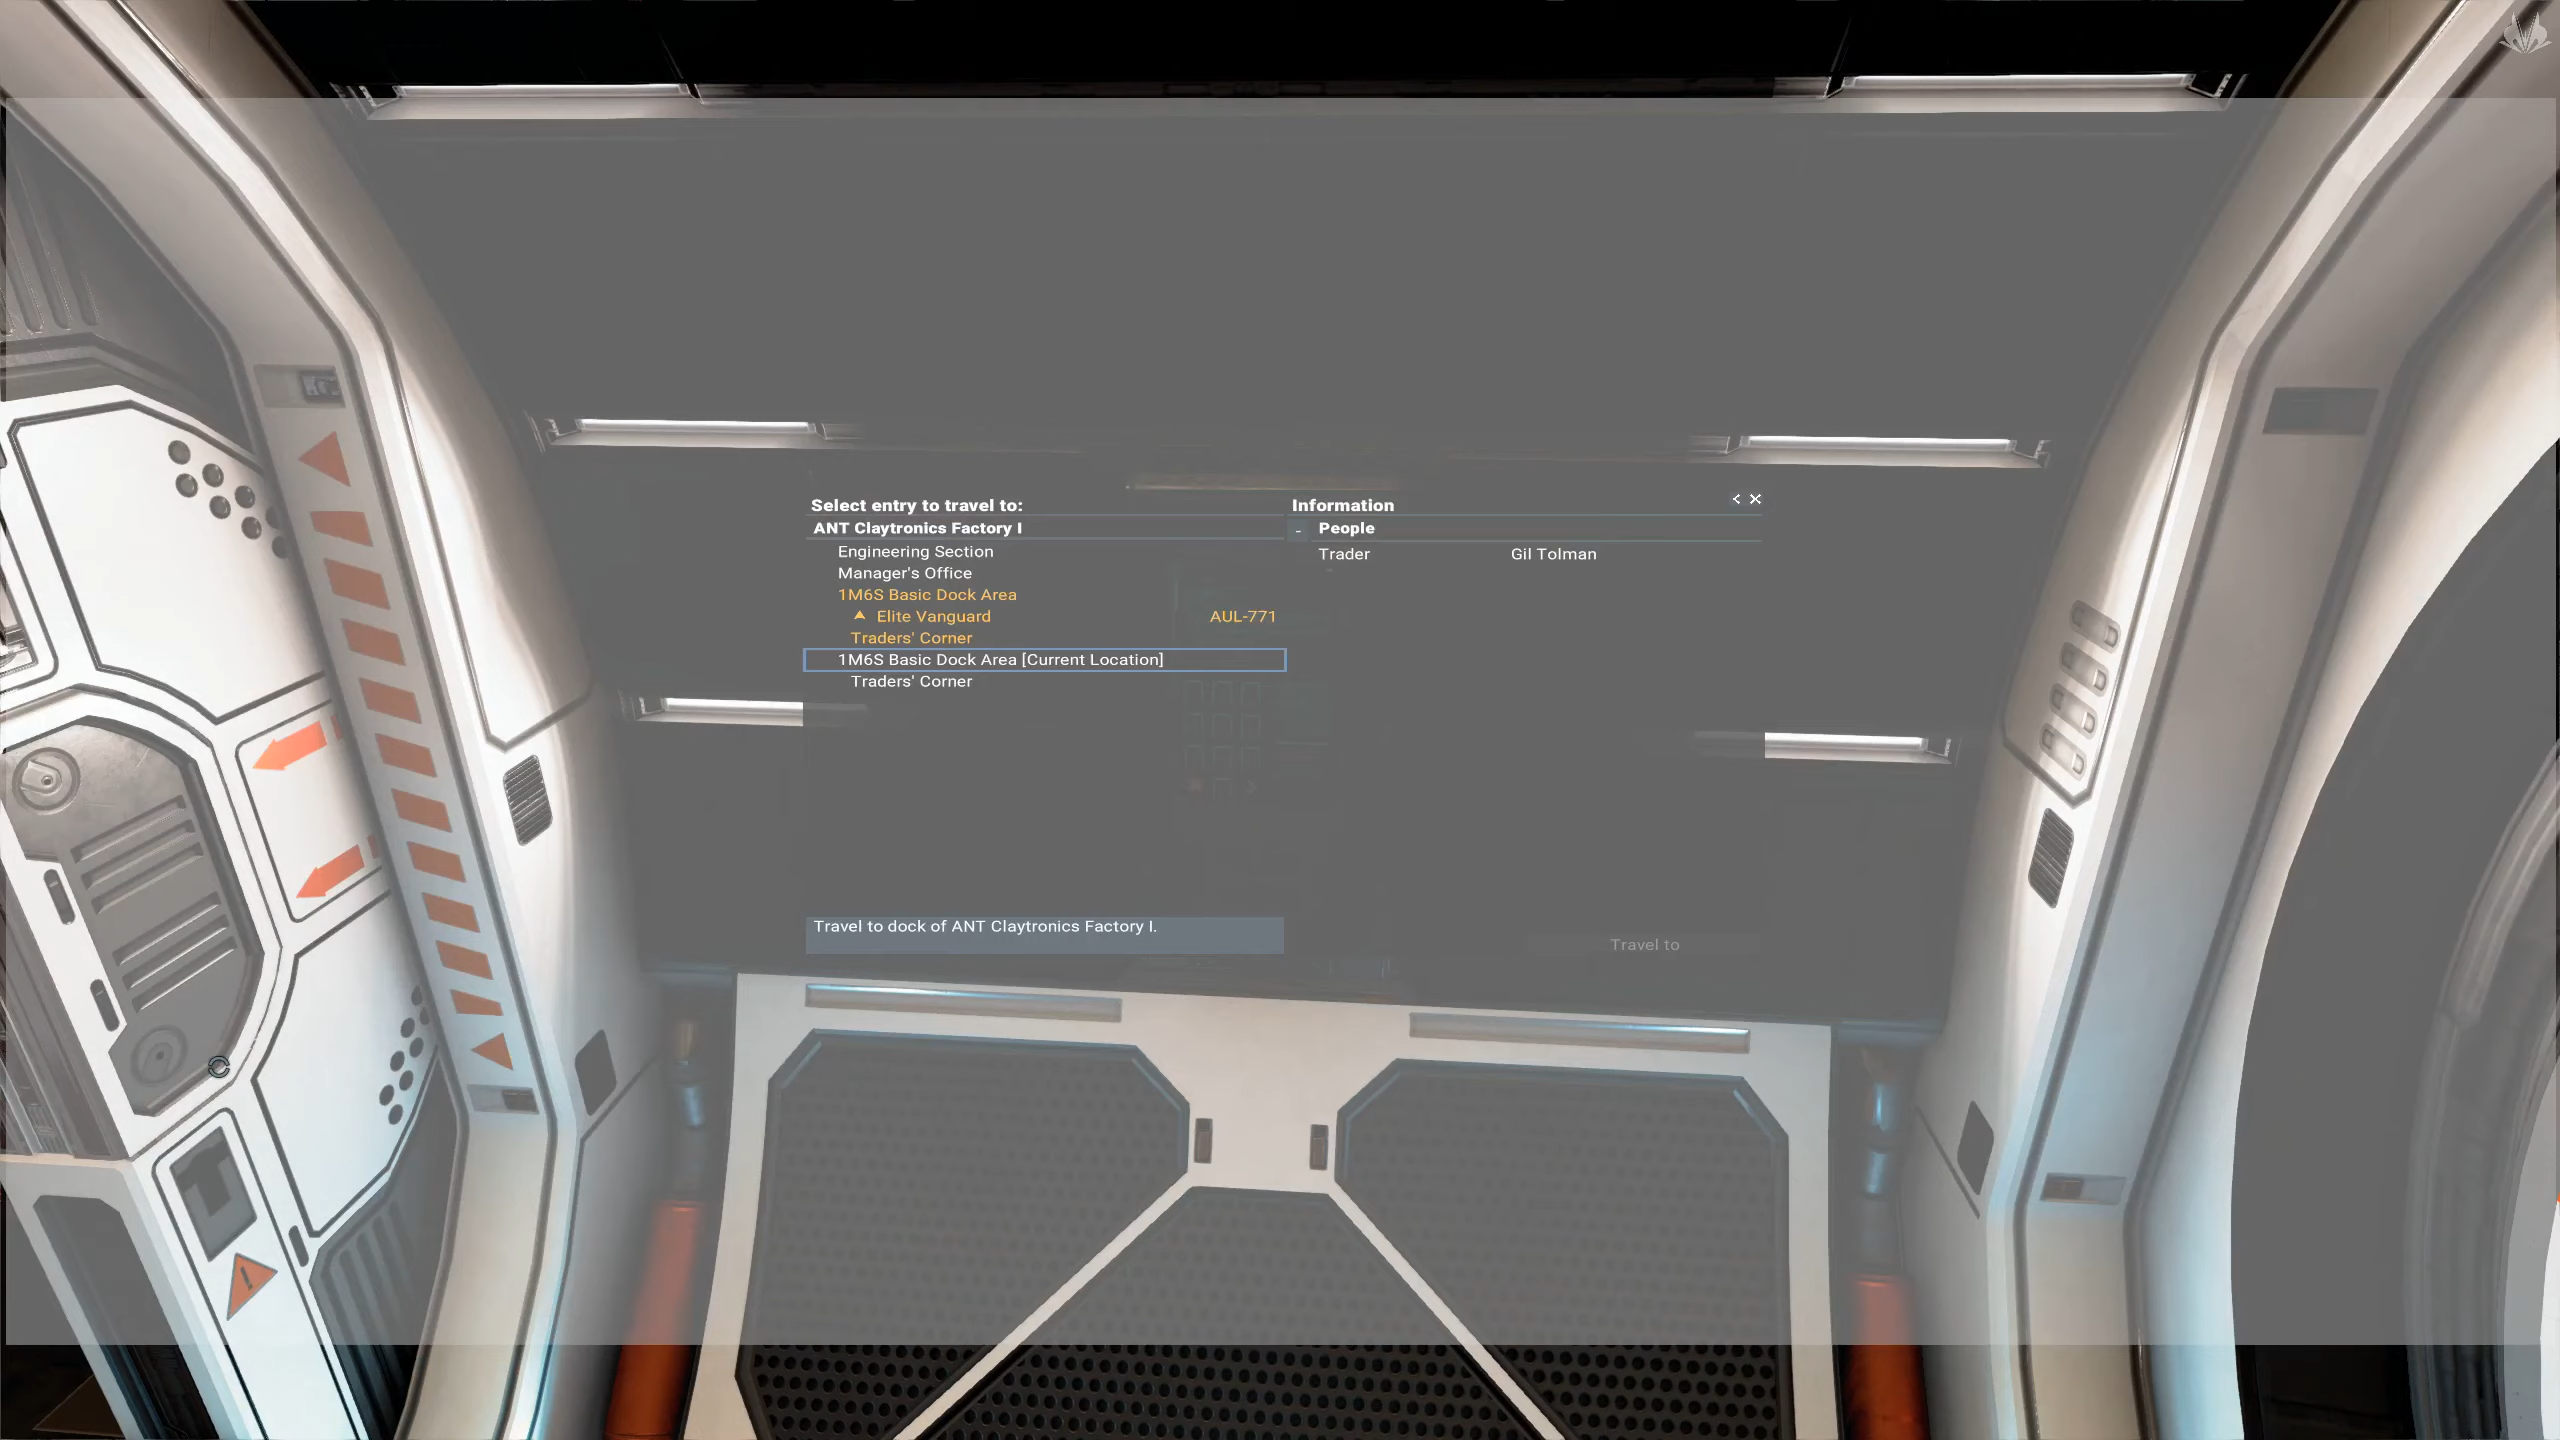 Select entry to travel to:
ANT Claytronics Factory I
Engineering Section
Manager's Office
1M6S Basic Dock Area
Elite Vanguard AUL-771
Traders' Corner
1M6S Basic Dock Area [Current Location]
Traders' Corner
Travel to dock of ANT Claytronics Factory I.
Information
< ×
- People
Trader Gil Tolman
Travel to